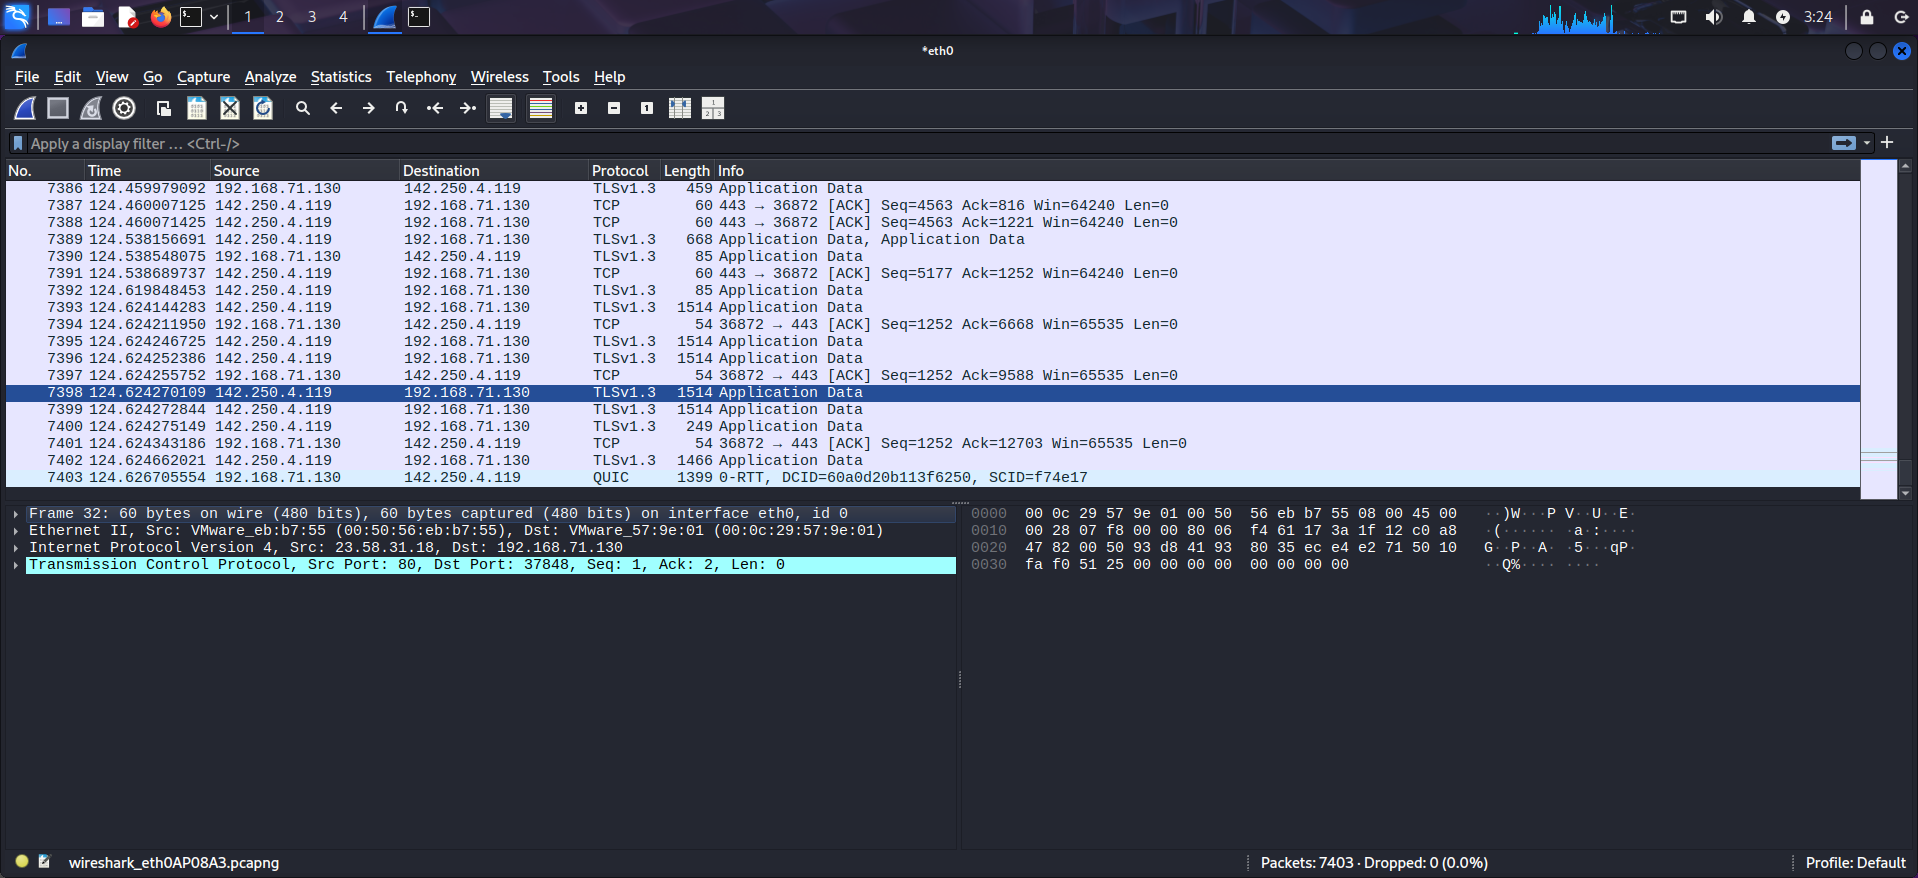 1 2 3 4 3:24
*eth0
File Edit View Go Capture Analyze Statistics Telephony Wireless Tools Help
Apply a display filter … <Ctrl-/>
No. Time Source Destination Protocol Length Info
7386 124.459979092 192.168.71.130 142.250.4.119 TLSv1.3 459 Application Data
7387 124.460007125 142.250.4.119 192.168.71.130 TCP 60 443 → 36872 [ACK] Seq=4563 Ack=816 Win=64240 Len=0
7388 124.460071425 142.250.4.119 192.168.71.130 TCP 60 443 → 36872 [ACK] Seq=4563 Ack=1221 Win=64240 Len=0
7389 124.538156691 142.250.4.119 192.168.71.130 TLSv1.3 668 Application Data, Application Data
7390 124.538548075 192.168.71.130 142.250.4.119 TLSv1.3 85 Application Data
7391 124.538689737 142.250.4.119 192.168.71.130 TCP 60 443 → 36872 [ACK] Seq=5177 Ack=1252 Win=64240 Len=0
7392 124.619848453 142.250.4.119 192.168.71.130 TLSv1.3 85 Application Data
7393 124.624144283 142.250.4.119 192.168.71.130 TLSv1.3 1514 Application Data
7394 124.624211950 192.168.71.130 142.250.4.119 TCP 54 36872 → 443 [ACK] Seq=1252 Ack=6668 Win=65535 Len=0
7395 124.624246725 142.250.4.119 192.168.71.130 TLSv1.3 1514 Application Data
7396 124.624252386 142.250.4.119 192.168.71.130 TLSv1.3 1514 Application Data
7397 124.624255752 192.168.71.130 142.250.4.119 TCP 54 36872 → 443 [ACK] Seq=1252 Ack=9588 Win=65535 Len=0
7398 124.624270109 142.250.4.119 192.168.71.130 TLSv1.3 1514 Application Data
7399 124.624272844 142.250.4.119 192.168.71.130 TLSv1.3 1514 Application Data
7400 124.624275149 142.250.4.119 192.168.71.130 TLSv1.3 249 Application Data
7401 124.624343186 192.168.71.130 142.250.4.119 TCP 54 36872 → 443 [ACK] Seq=1252 Ack=12703 Win=65535 Len=0
7402 124.624662021 142.250.4.119 192.168.71.130 TLSv1.3 1466 Application Data
7403 124.626705554 192.168.71.130 142.250.4.119 QUIC 1399 0-RTT, DCID=60a0d20b113f6250, SCID=f74e17
Frame 32: 60 bytes on wire (480 bits), 60 bytes captured (480 bits) on interface eth0, id 0
Ethernet II, Src: VMware_eb:b7:55 (00:50:56:eb:b7:55), Dst: VMware_57:9e:01 (00:0c:29:57:9e:01)
Internet Protocol Version 4, Src: 23.58.31.18, Dst: 192.168.71.130
Transmission Control Protocol, Src Port: 80, Dst Port: 37848, Seq: 1, Ack: 2, Len: 0
0000 00 0c 29 57 9e 01 00 50 56 eb b7 55 08 00 45 00 ··)W···P V··U··E·
0010 00 28 07 f8 00 00 80 06 f4 61 17 3a 1f 12 c0 a8 ·(······ ·a·:····
0020 47 82 00 50 93 d8 41 93 80 35 ec e4 e2 71 50 10 G··P··A· ·5···qP·
0030 fa f0 51 25 00 00 00 00 00 00 00 00 ··Q%···· ····
wireshark_eth0AP08A3.pcapng Packets: 7403 · Dropped: 0 (0.0%) Profile: Default